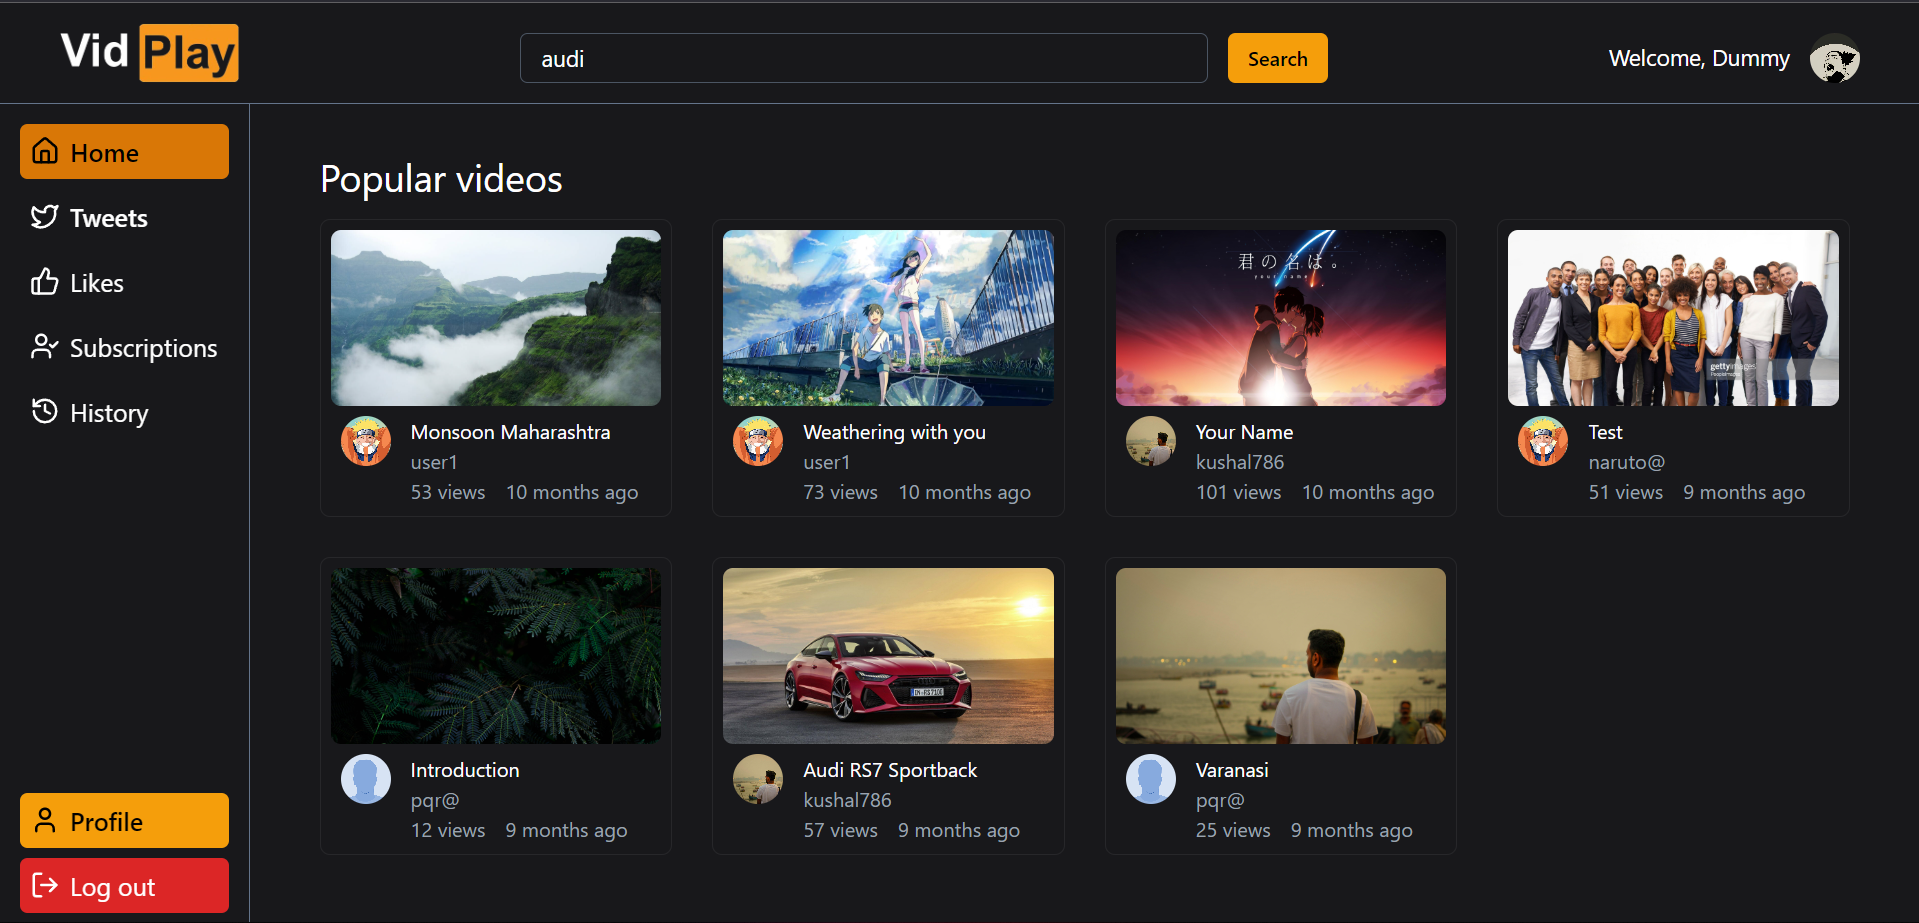 Vid Play
audi
Search
Welcome, Dummy
Home
Tweets
Likes
Subscriptions
History
Profile
Log out
Popular videos
Monsoon Maharashtra
user1
53 views 10 months ago
Weathering with you
user1
73 views 10 months ago
君の名は。
your name.
Your Name
kushal786
101 views 10 months ago
gettyimages
Test
naruto@
51 views 9 months ago
Introduction
pqr@
12 views 9 months ago
Audi RS7 Sportback
kushal786
57 views 9 months ago
Varanasi
pqr@
25 views 9 months ago